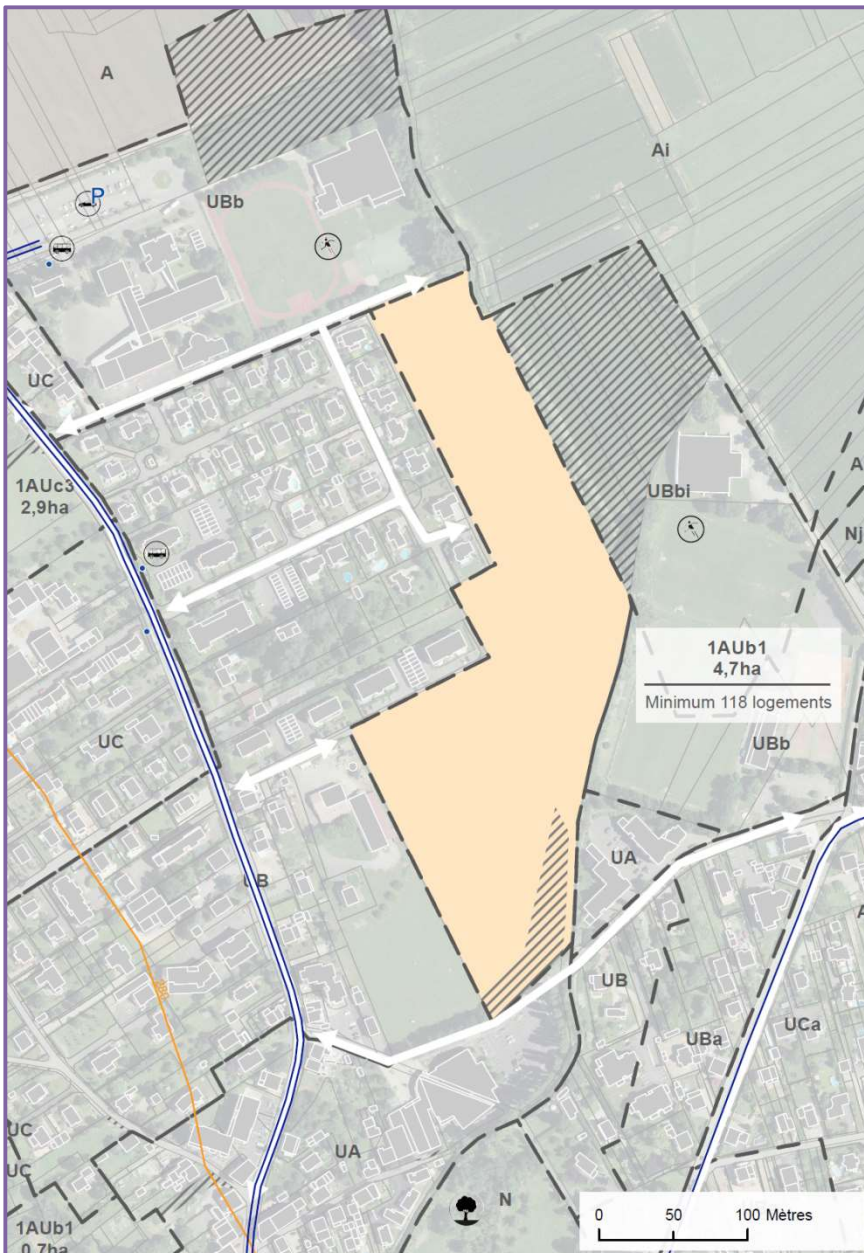 A
Ai
P
UBb
UC
1AUc3
2,9ha
UBbi
A
Nj
1AUb1
4,7ha
Minimum 118 logements
UBb
UC
UA
UB
UB
A
UBa
UCa
UC
UC
UA
N
1AUb1
0,7ha
0 50 100 Mètres